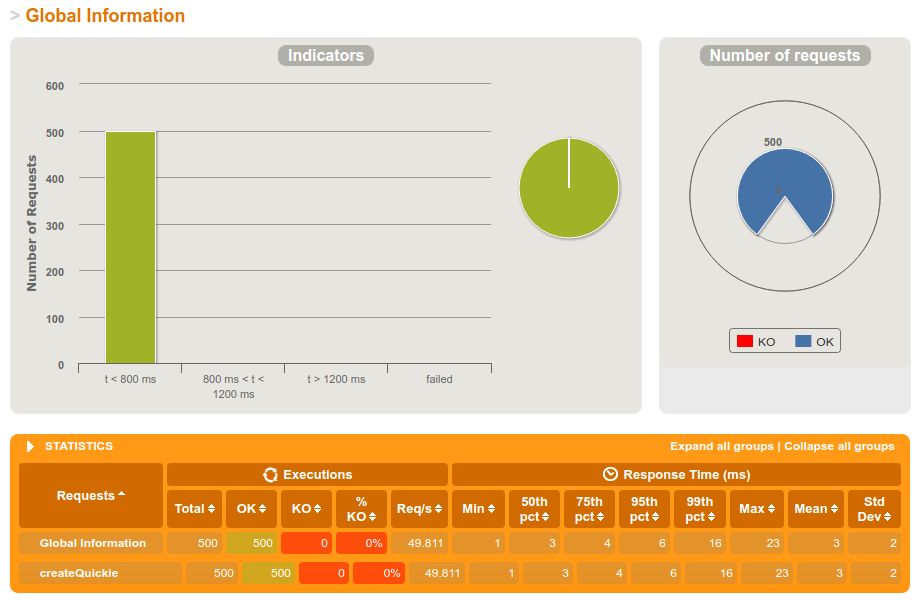 > Global Information
Indicators
Number of Requests
600
500
400
300
200
100
0
t < 800 ms
800 ms < t <
1200 ms
t > 1200 ms
failed
Number of requests
500
0
KO
OK
STATISTICS
Expand all groups | Collapse all groups
Requests
Executions
Response Time (ms)
Total
OK
KO
%
KO
Req/s
Min
50th
pct
75th
pct
95th
pct
99th
pct
Max
Mean
Std
Dev
Global Information 500 500 0 0% 49.811 1 3 4 6 16 23 3 2
createQuickie 500 500 0 0% 49.811 1 3 4 6 16 23 3 2